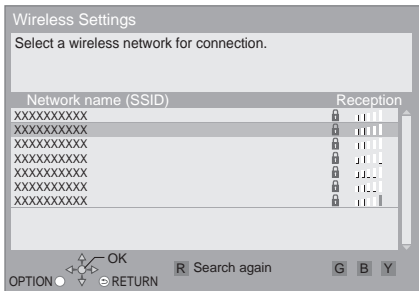 Wireless Settings
Select a wireless network for connection.
Network name (SSID) Reception
XXXXXXXXXX
XXXXXXXXXX
XXXXXXXXXX
XXXXXXXXXX
XXXXXXXXXX
XXXXXXXXXX
XXXXXXXXXX
OK
R Search again G B Y
OPTION RETURN